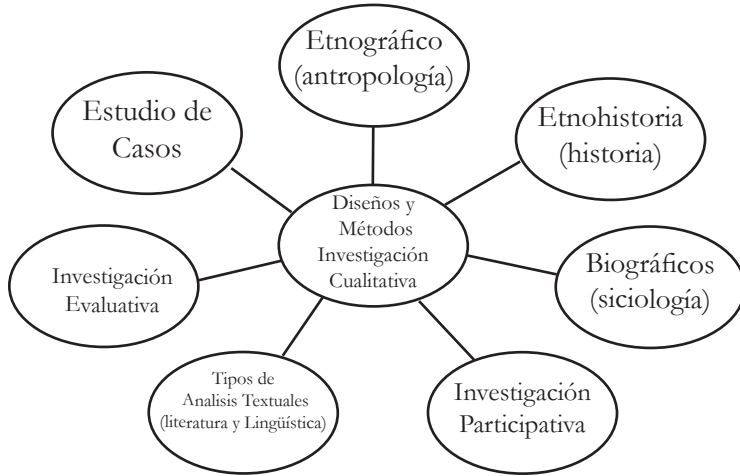 Etnográfico
(antropología)
Estudio de
Casos
Etnohistoria
(historia)
Diseños y
Métodos
Investigación
Cualitativa
Investigación
Evaluativa
Biográficos
(siciología)
Tipos de
Analisis Textuales
(literatura y Lingüística)
Investigación
Participativa